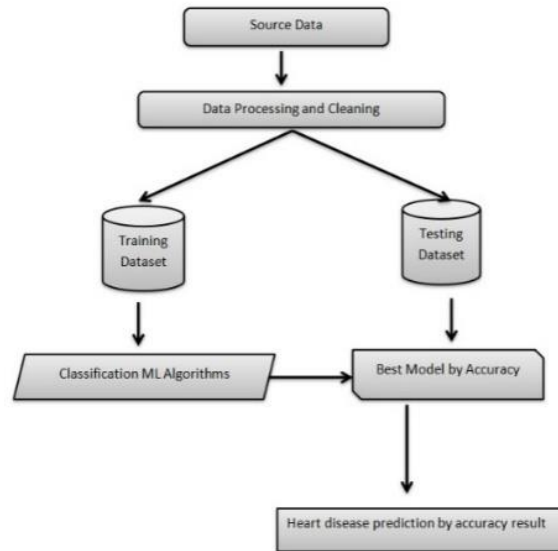 Source Data
Data Processing and Cleaning
Training
Dataset
Testing
Dataset
Classification ML Algorithms
Best Model by Accuracy
Heart disease prediction by accuracy result